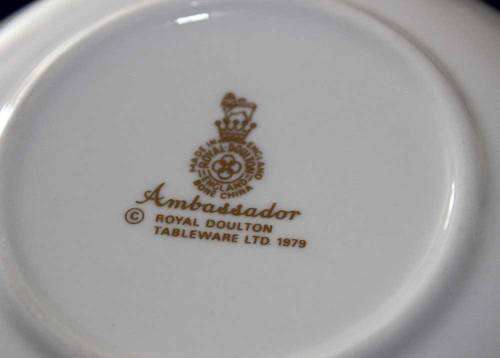 MADE IN ENGLAND
ROYAL DOULTON
ENGLAND
BONE CHINA
Ambassador
© ROYAL DOULTON
TABLEWARE LTD 1979